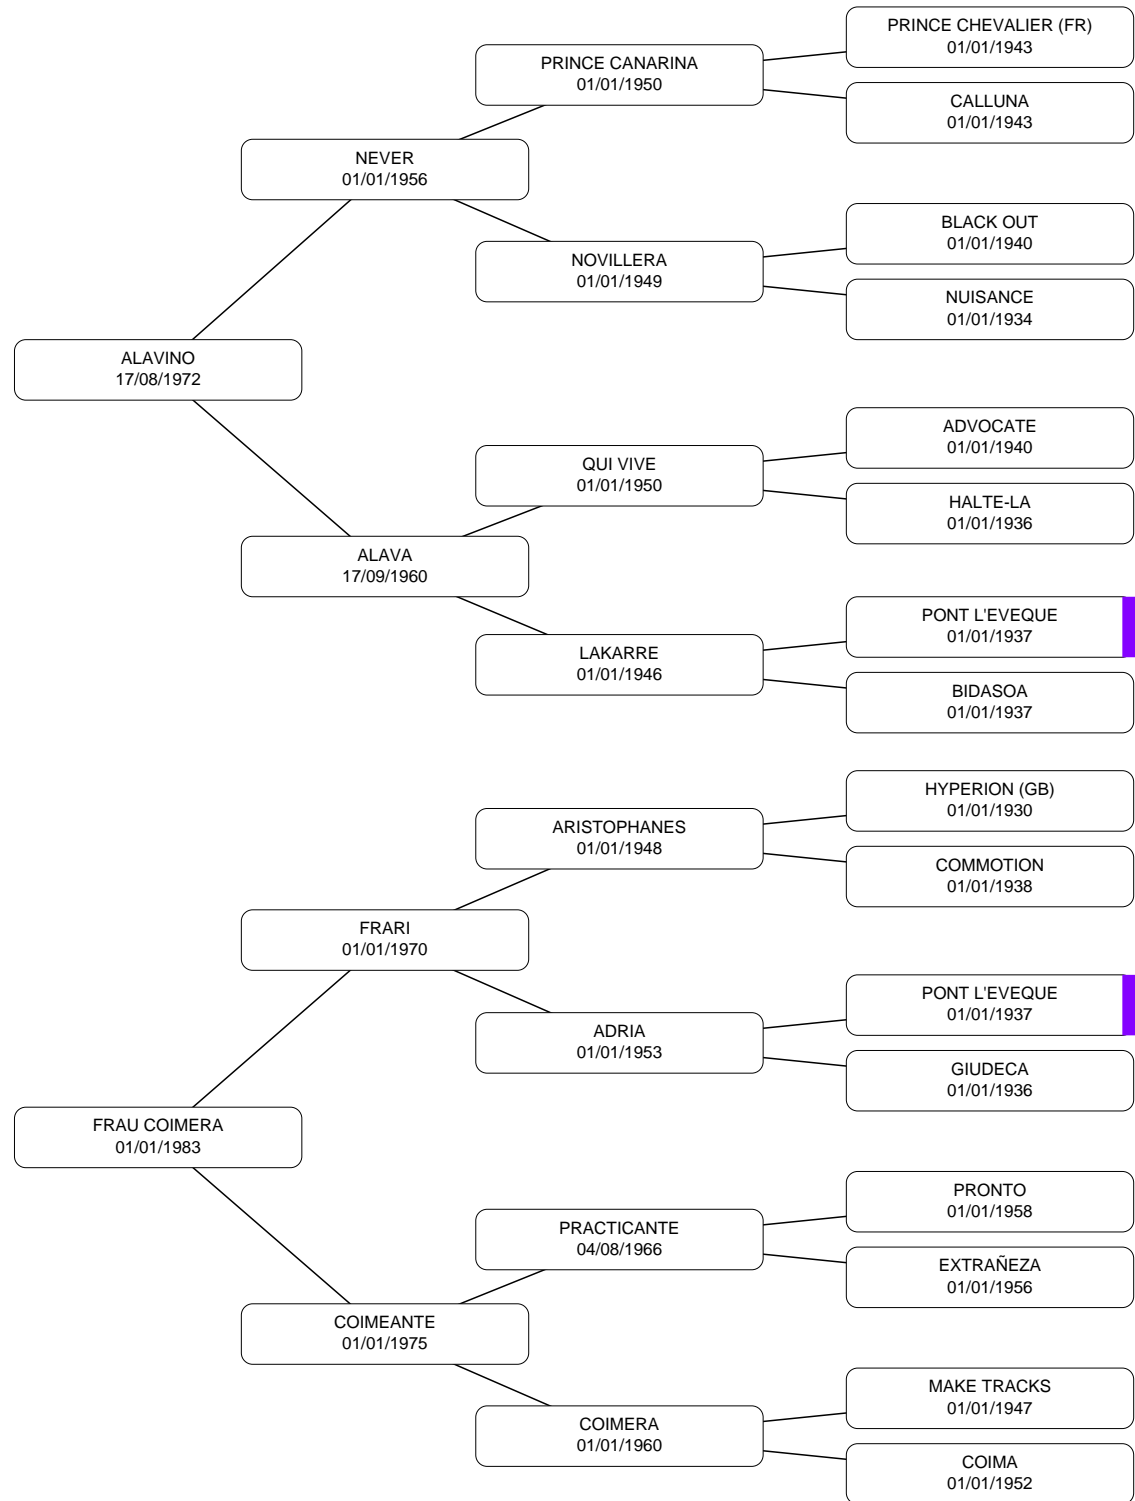 PRINCE CHEVALIER (FR)
01/01/1943
PRINCE CANARINA
01/01/1950
CALLUNA
01/01/1943
NEVER
01/01/1956
BLACK OUT
01/01/1940
NOVILLERA
01/01/1949
NUISANCE
01/01/1934
ALAVINO
17/08/1972
ADVOCATE
01/01/1940
QUI VIVE
01/01/1950
HALTE-LA
01/01/1936
ALAVA
17/09/1960
PONT L'EVEQUE
01/01/1937
LAKARRE
01/01/1946
BIDASOA
01/01/1937
HYPERION (GB)
01/01/1930
ARISTOPHANES
01/01/1948
COMMOTION
01/01/1938
FRARI
01/01/1970
PONT L'EVEQUE
01/01/1937
ADRIA
01/01/1953
GIUDECA
01/01/1936
FRAU COIMERA
01/01/1983
PRONTO
01/01/1958
PRACTICANTE
04/08/1966
EXTRAÑEZA
01/01/1956
COIMEANTE
01/01/1975
MAKE TRACKS
01/01/1947
COIMERA
01/01/1960
COIMA
01/01/1952